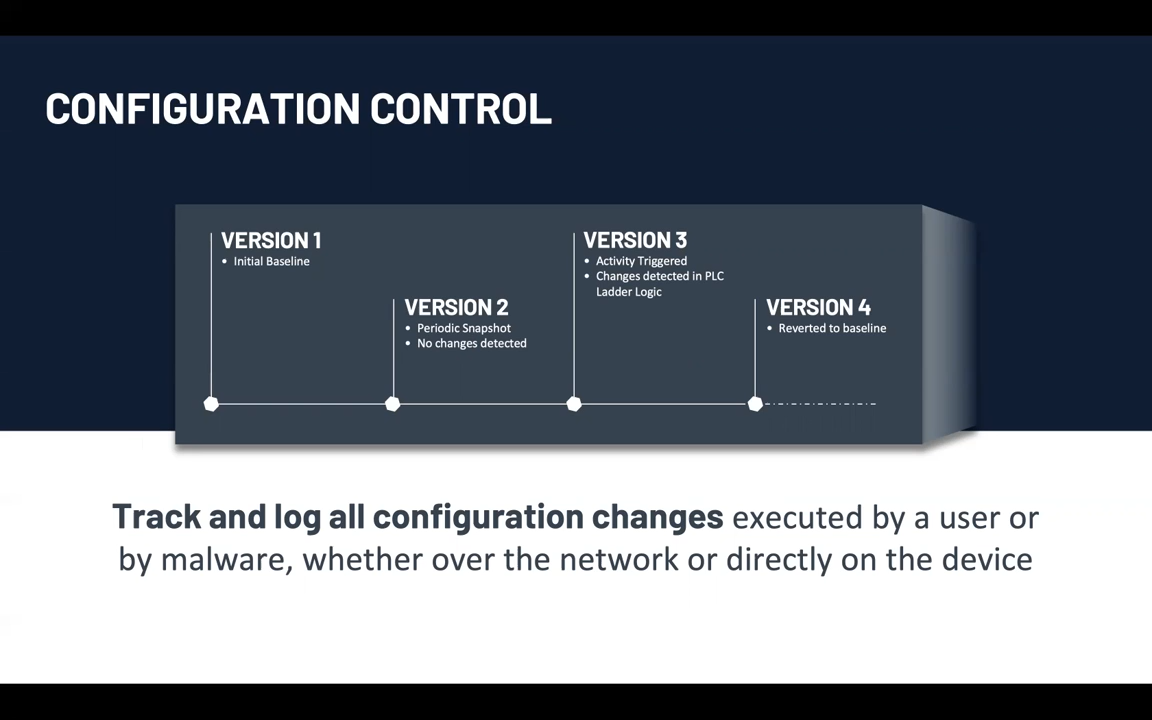 CONFIGURATION CONTROL
VERSION 1
• Initial Baseline
VERSION 2
• Periodic Snapshot
• No changes detected
VERSION 3
• Activity Triggered
• Changes detected in PLC
Ladder Logic
VERSION 4
• Reverted to baseline
Track and log all configuration changes executed by a user or
by malware, whether over the network or directly on the device